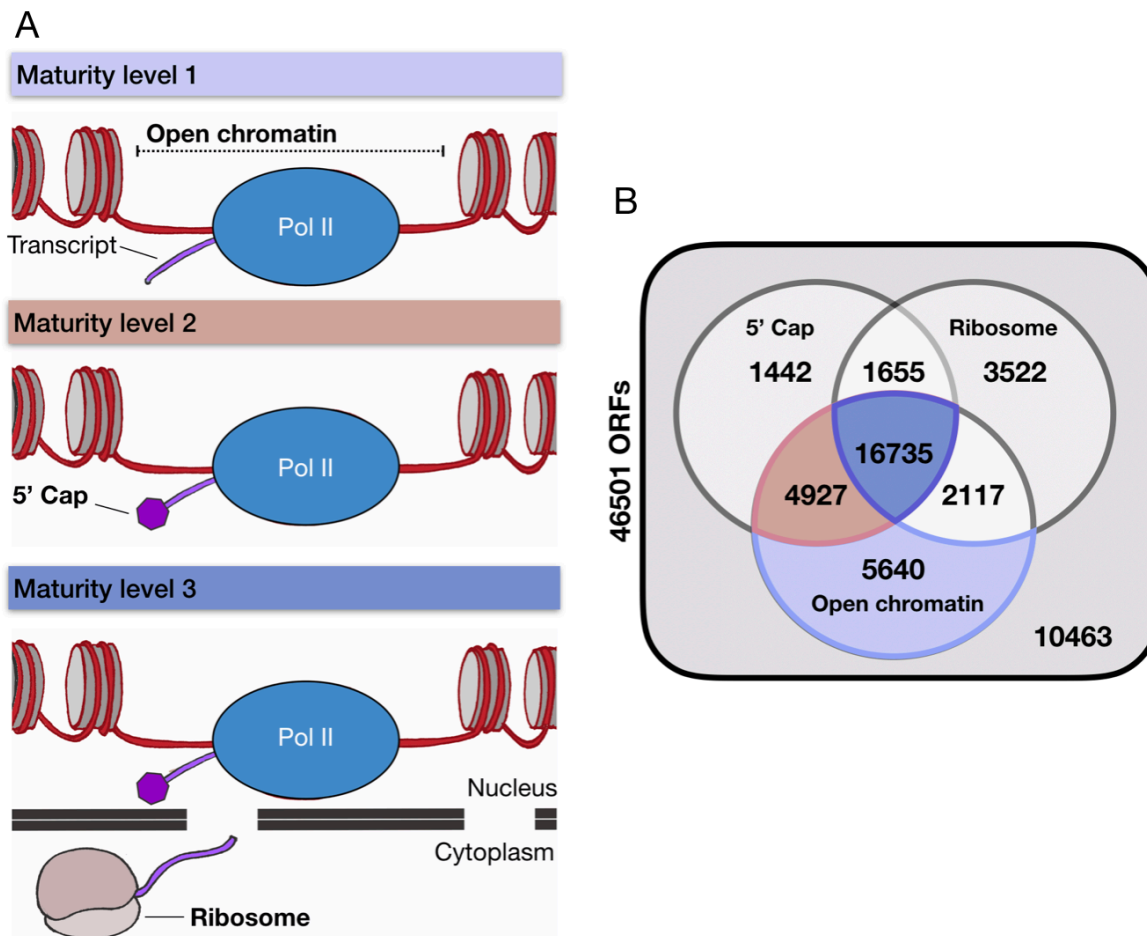 A
Maturity level 1
Open chromatin
Pol II
Transcript
Maturity level 2
Pol II
5’ Cap
Maturity level 3
Pol II
Nucleus
Cytoplasm
Ribosome
B
46501 ORFs
5’ Cap
Ribosome
1442
1655
3522
16735
4927
2117
5640
Open chromatin
10463